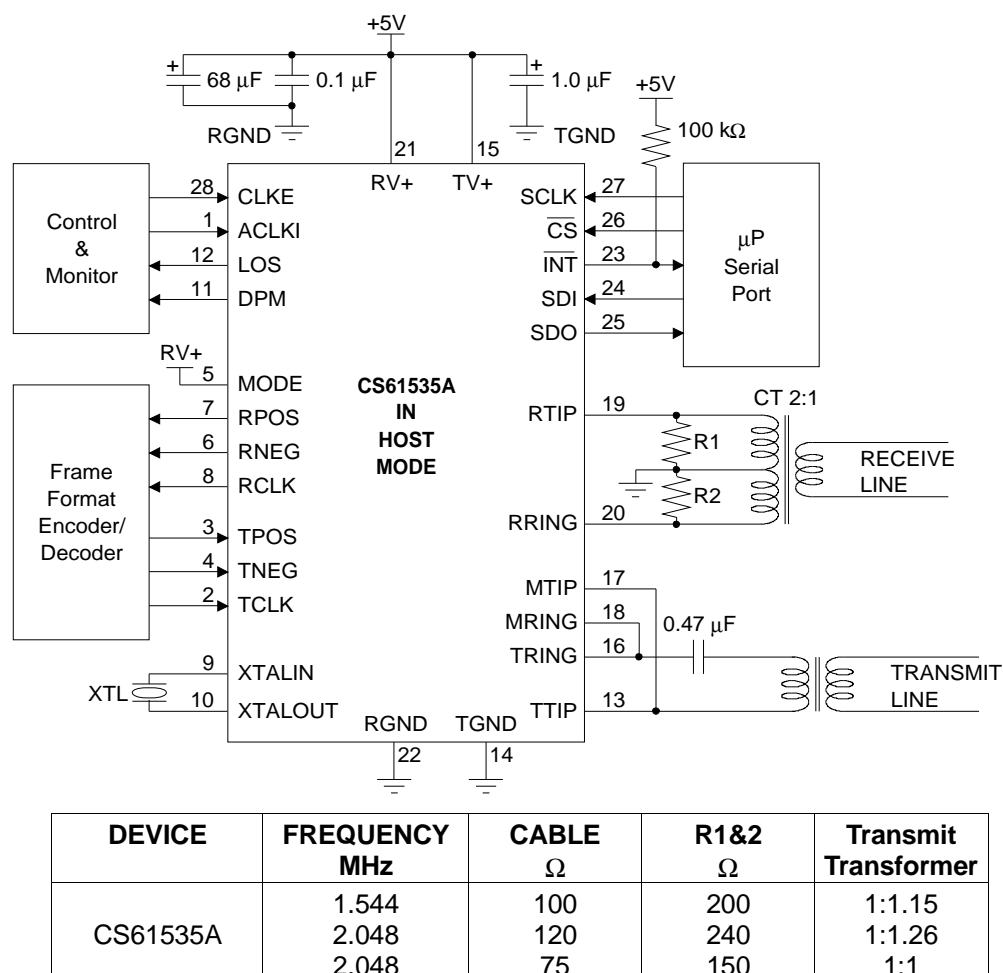 +5V
+ 68 μF
0.1 μF
+ 1.0 μF
+5V
100 kΩ
RGND
TGND
21
15
RV+
TV+
Control
&
Monitor
28 CLKE
1 ACLKI
12 LOS
11 DPM
SCLK 27
CS 26
INT 23
SDI 24
SDO 25
μP
Serial
Port
RV+
5 MODE
7 RPOS
6 RNEG
8 RCLK
3 TPOS
4 TNEG
2 TCLK
Frame
Format
Encoder/
Decoder
CS61535A
IN
HOST
MODE
RTIP 19
CT 2:1
R1
R2
RECEIVE
LINE
RRING 20
MTIP 17
MRING 18
0.47 μF
TRING 16
TRANSMIT
LINE
TTIP 13
9 XTALIN
XTL
10 XTALOUT
RGND
TGND
22
14
DEVICE FREQUENCY CABLE R1&2 Transmit
MHz Ω Ω Transformer
1.544 100 200 1:1.15
CS61535A 2.048 120 240 1:1.26
2.048 75 150 1:1